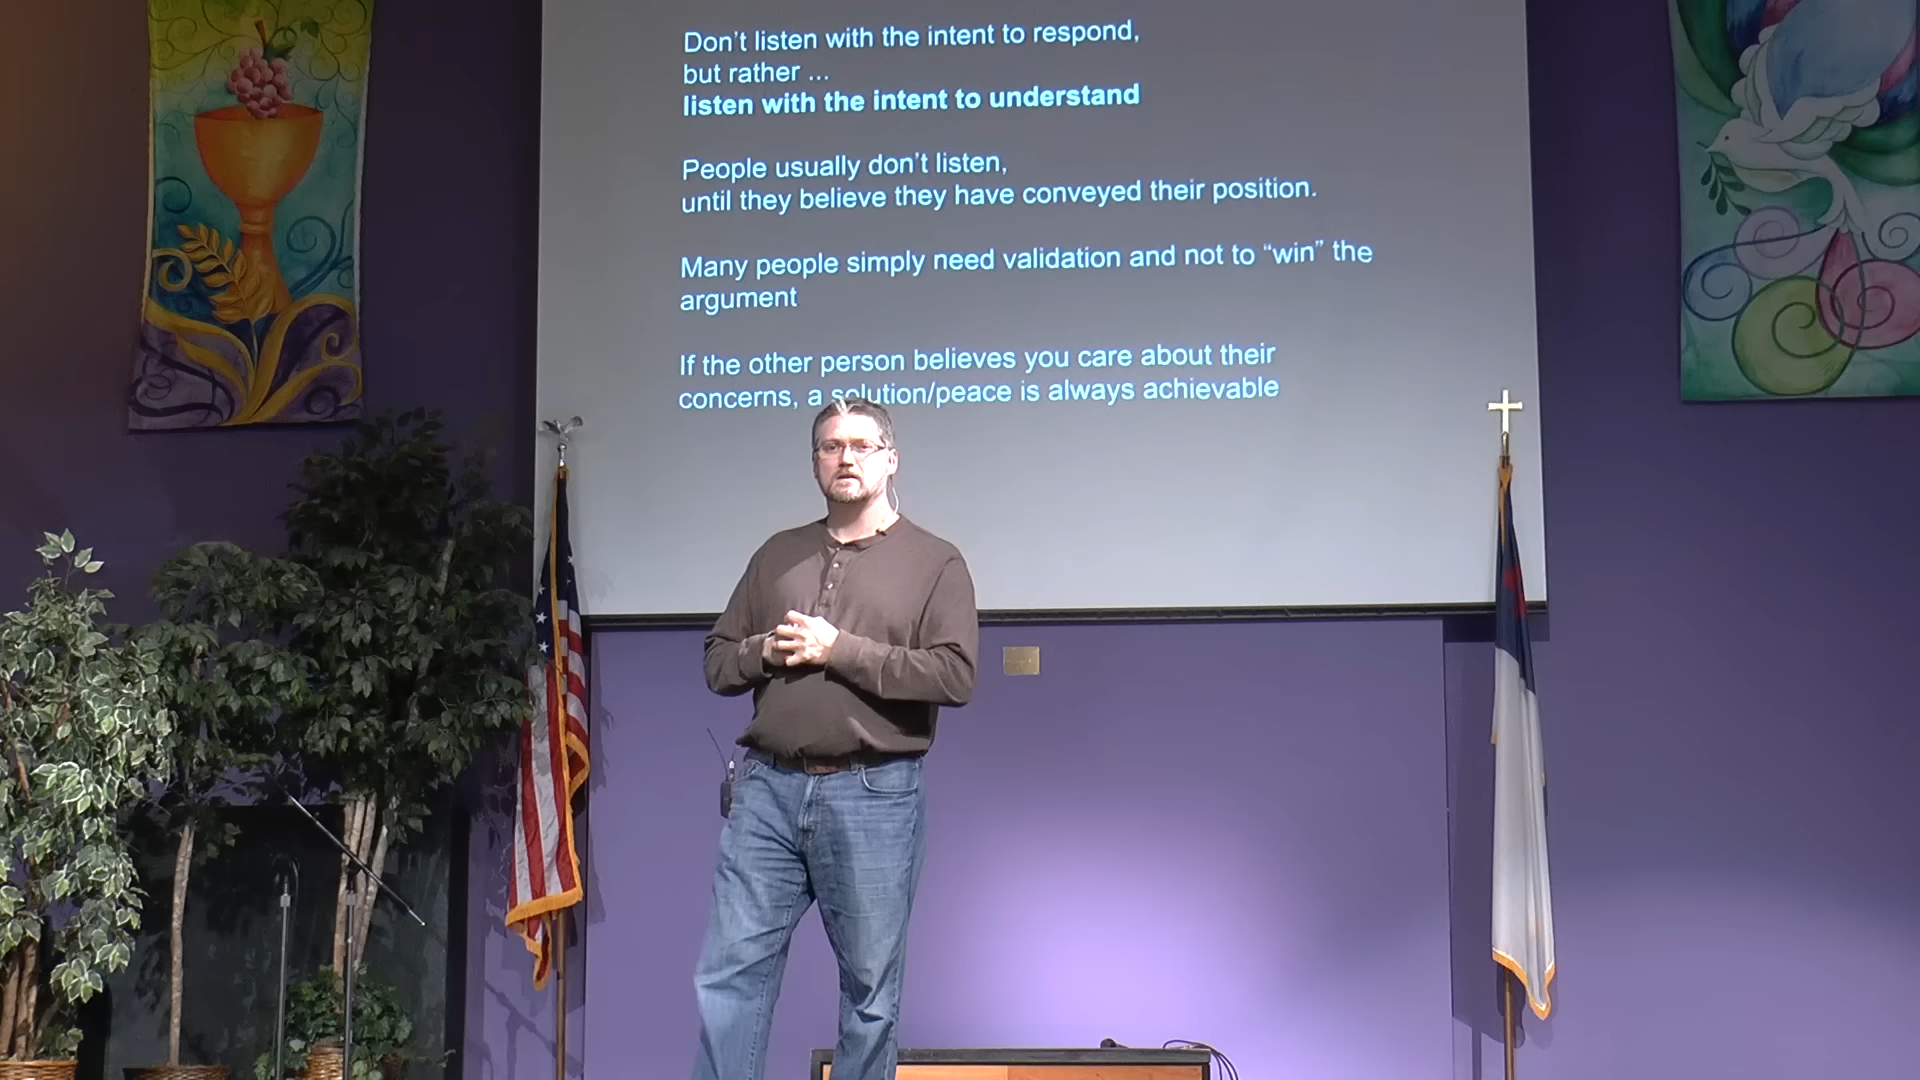 Don’t listen with the intent to respond,
but rather ...
listen with the intent to understand
People usually don’t listen,
until they believe they have conveyed their position.
Many people simply need validation and not to “win” the
argument
If the other person believes you care about their
concerns, a solution/peace is always achievable